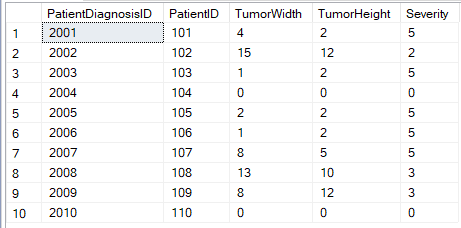 PatientDiagnosisID PatientID TumorWidth TumorHeight Severity
1 2001 101 4 2 5
2 2002 102 15 12 2
3 2003 103 1 2 5
4 2004 104 0 0 0
5 2005 105 2 2 5
6 2006 106 1 2 5
7 2007 107 8 5 5
8 2008 108 13 10 3
9 2009 109 8 12 3
10 2010 110 0 0 0